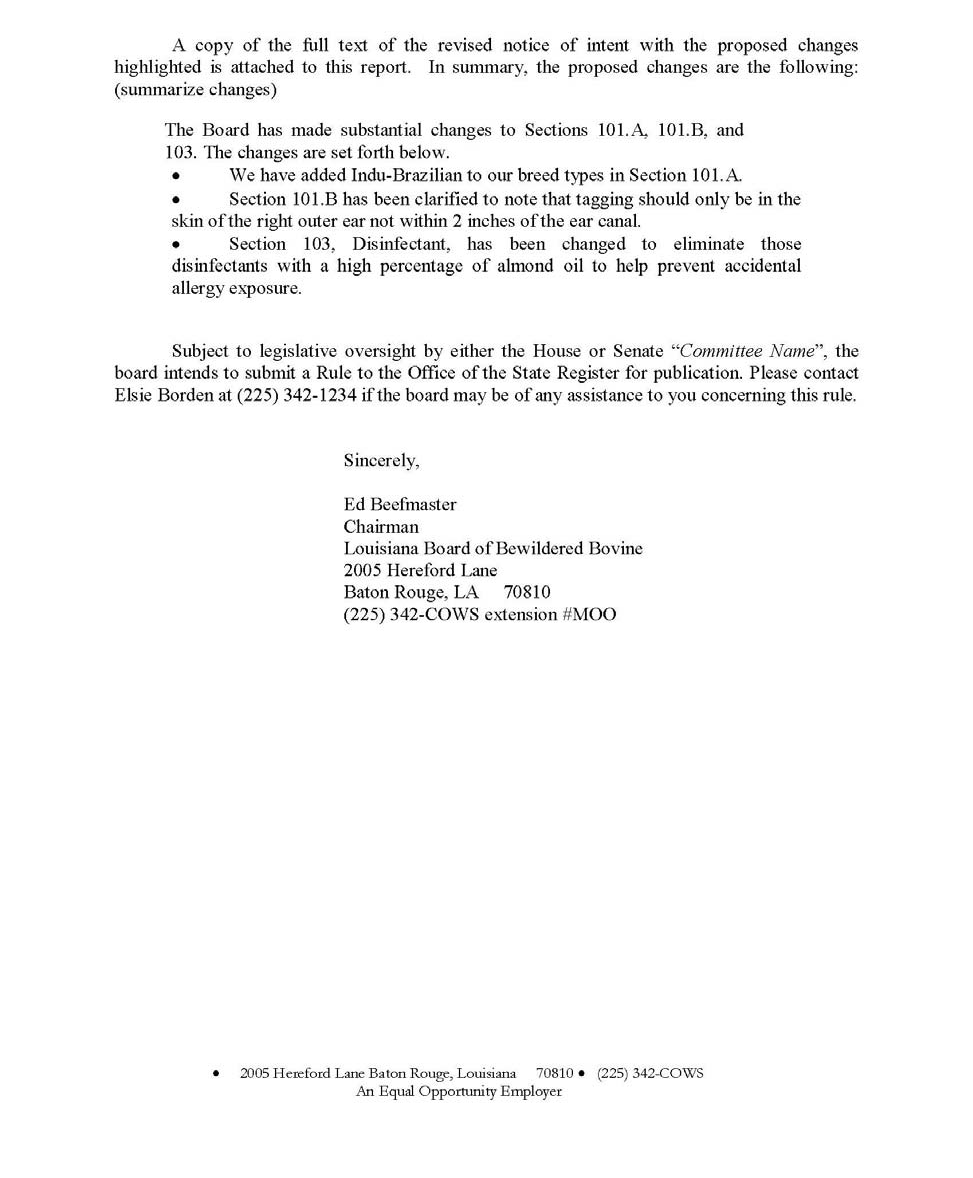 A copy of the full text of the revised notice of intent with the proposed changes
highlighted is attached to this report. In summary, the proposed changes are the following:
(summarize changes)
The Board has made substantial changes to Sections 101.A, 101.B, and
103. The changes are set forth below.
• We have added Indu-Brazilian to our breed types in Section 101.A.
• Section 101.B has been clarified to note that tagging should only be in the
skin of the right outer ear not within 2 inches of the ear canal.
• Section 103, Disinfectant, has been changed to eliminate those
disinfectants with a high percentage of almond oil to help prevent accidental
allergy exposure.
Subject to legislative oversight by either the House or Senate “Committee Name”, the
board intends to submit a Rule to the Office of the State Register for publication. Please contact
Elsie Borden at (225) 342-1234 if the board may be of any assistance to you concerning this rule.
Sincerely,
Ed Beefmaster
Chairman
Louisiana Board of Bewildered Bovine
2005 Hereford Lane
Baton Rouge, LA 70810
(225) 342-COWS extension #MOO
• 2005 Hereford Lane Baton Rouge, Louisiana 70810 • (225) 342-COWS
An Equal Opportunity Employer